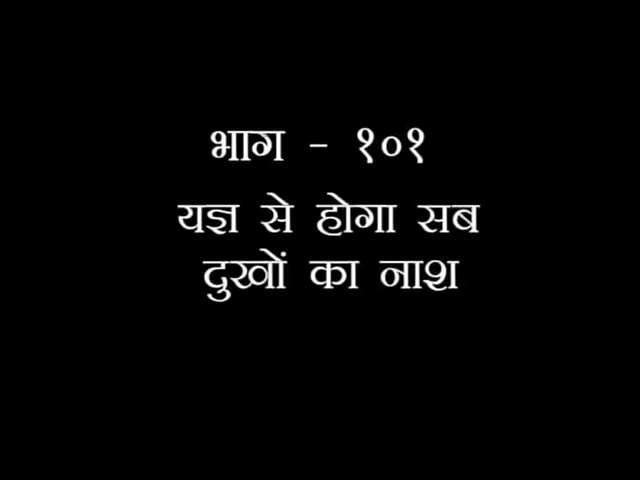 भाग - १०१
यज्ञ से होगा सब
दुखों का नाश